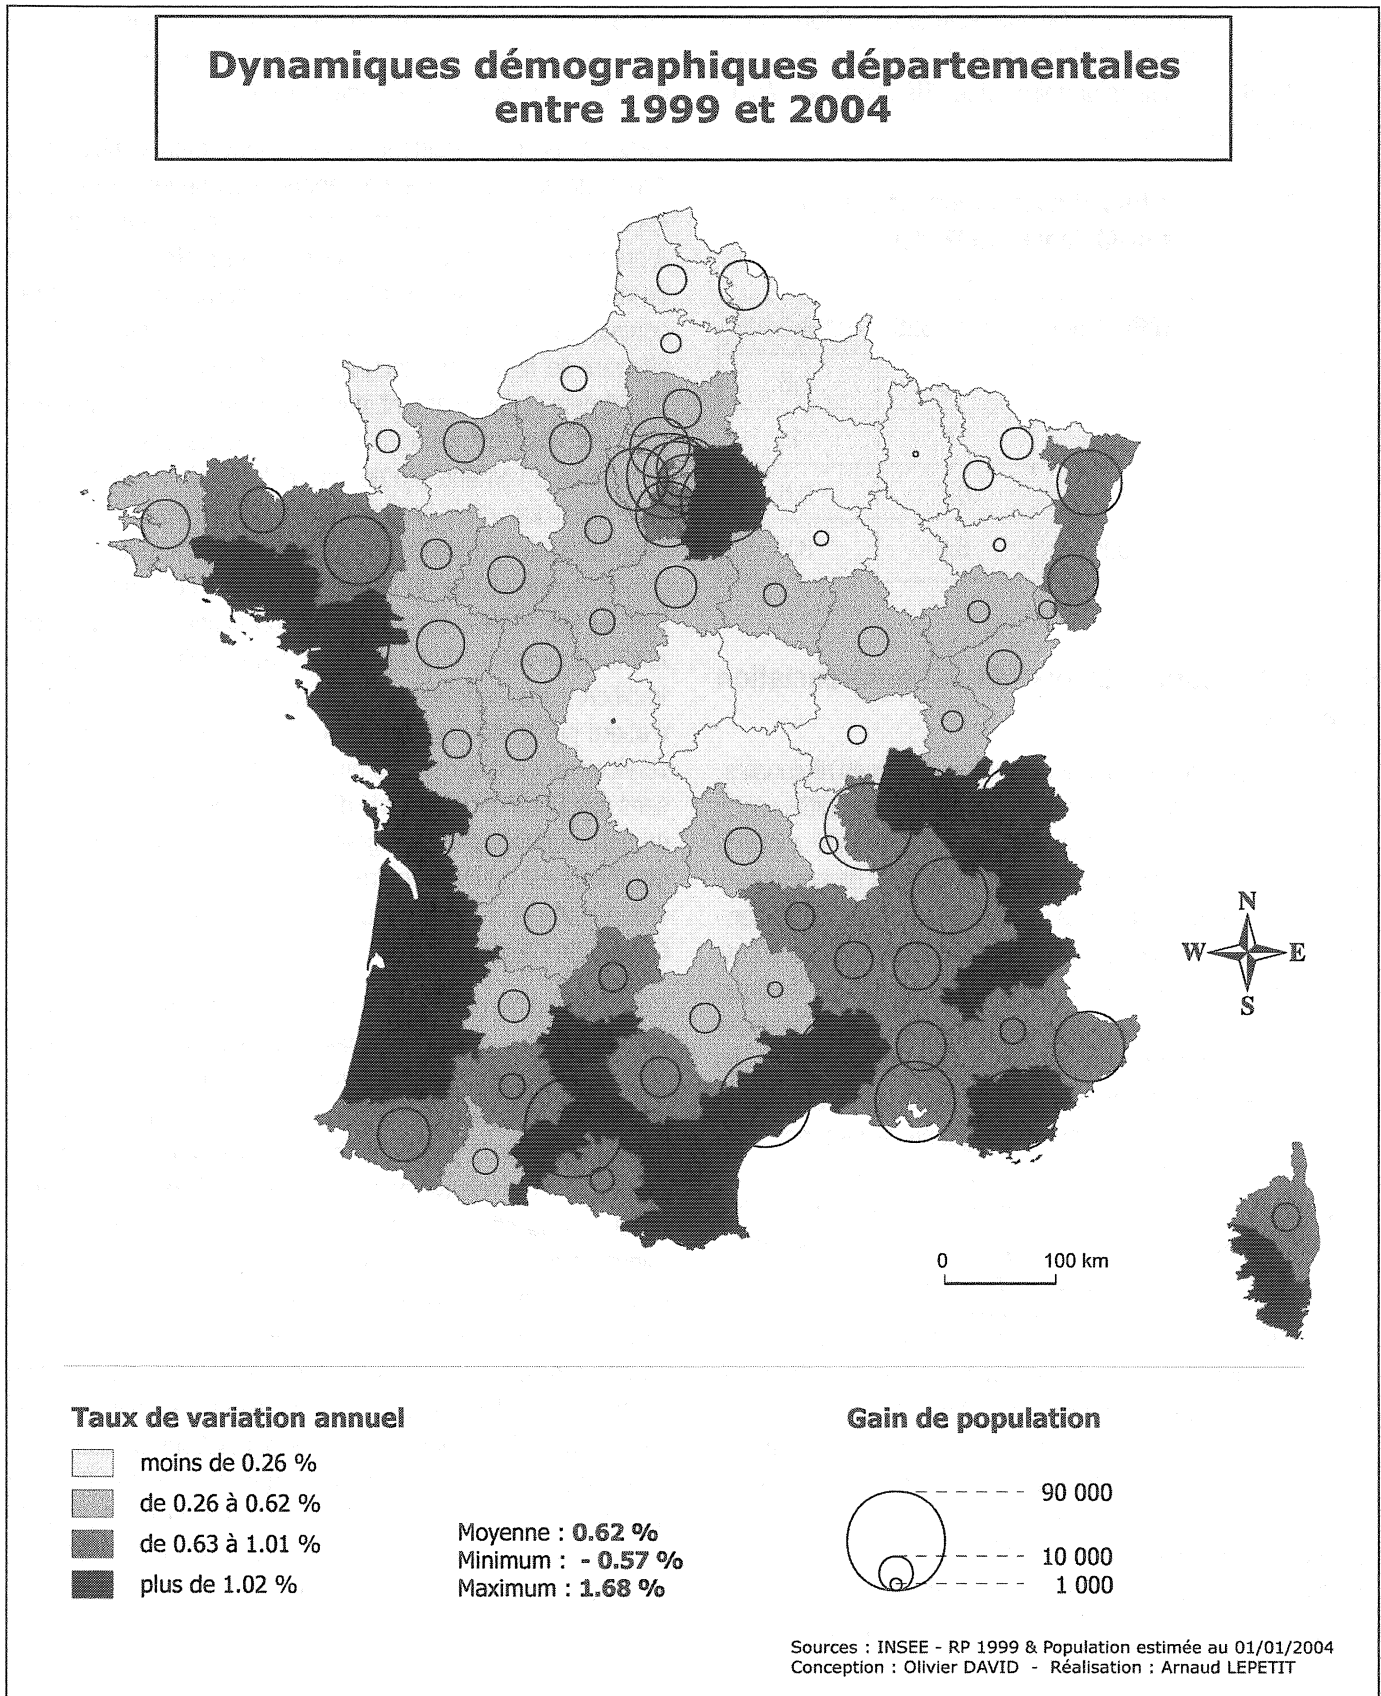 Dynamiques démographiques départementales
entre 1999 et 2004
N
W E
S
0 100 km
Taux de variation annuel
moins de 0.26 %
de 0.26 à 0.62 %
de 0.63 à 1.01 %
plus de 1.02 %
Moyenne : 0.62 %
Minimum : - 0.57 %
Maximum : 1.68 %
Gain de population
90 000
10 000
1 000
Sources : INSEE - RP 1999 & Population estimée au 01/01/2004
Conception : Olivier DAVID - Réalisation : Arnaud LEPETIT